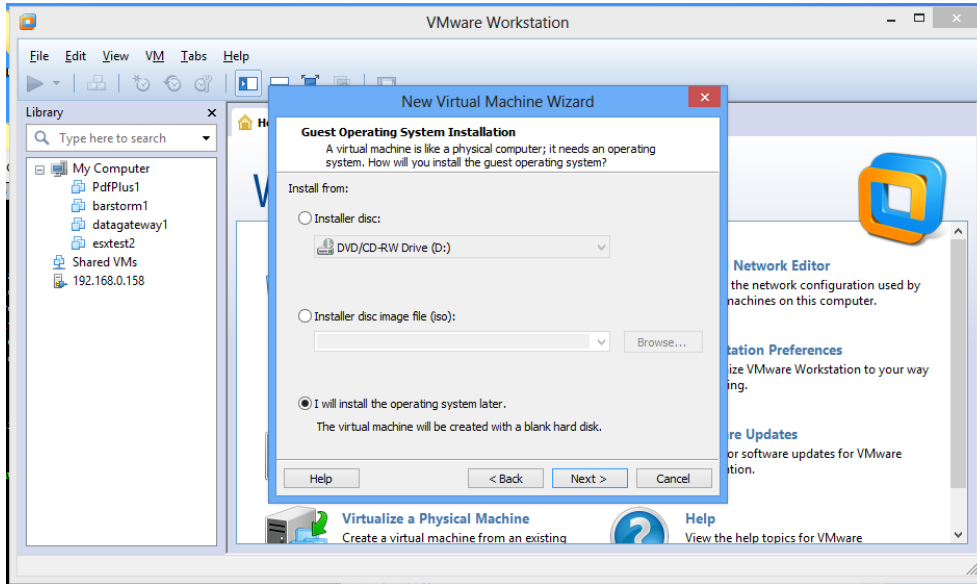 VMware Workstation
File Edit View VM Tabs Help
Library
Type here to search
My Computer
PdfPlus1
barstorm1
datagateway1
esxtest2
Shared VMs
192.168.0.158
New Virtual Machine Wizard
Guest Operating System Installation
A virtual machine is like a physical computer; it needs an operating
system. How will you install the guest operating system?
Install from:
Installer disc:
DVD/CD-RW Drive (D:)
Installer disc image file (iso):
Browse...
I will install the operating system later.
The virtual machine will be created with a blank hard disk.
Help < Back Next > Cancel
Network Editor
the network configuration used by
machines on this computer.
Preferences
VMware Workstation to your way
Updates
or software updates for VMware
Virtualize a Physical Machine
Create a virtual machine from an existing
Help
View the help topics for VMware